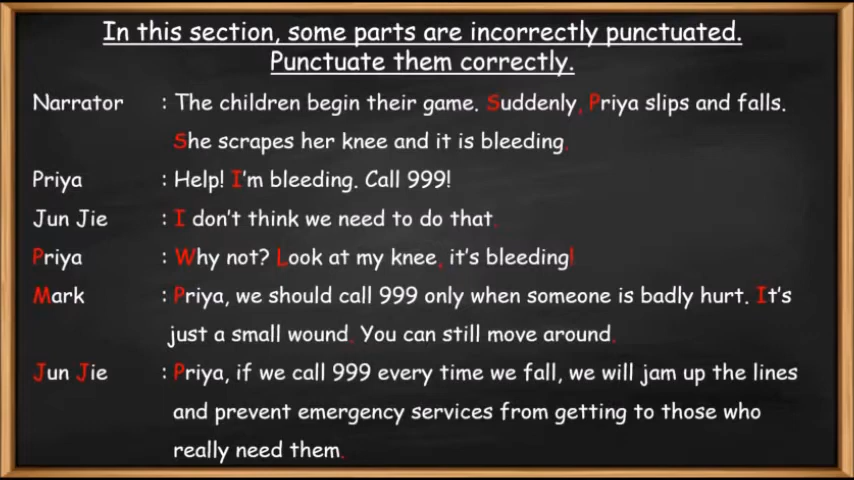 In this section, some parts are incorrectly punctuated.
Punctuate them correctly.
Narrator : The children begin their game. Suddenly, Priya slips and falls.
She scrapes her knee and it is bleeding.
Priya : Help! I'm bleeding. Call 999!
Jun Jie : I don't think we need to do that.
Priya : Why not? Look at my knee, it's bleeding!
Mark : Priya, we should call 999 only when someone is badly hurt. It's
just a small wound. You can still move around.
Jun Jie : Priya, if we call 999 every time we fall, we will jam up the lines
and prevent emergency services from getting to those who
really need them.